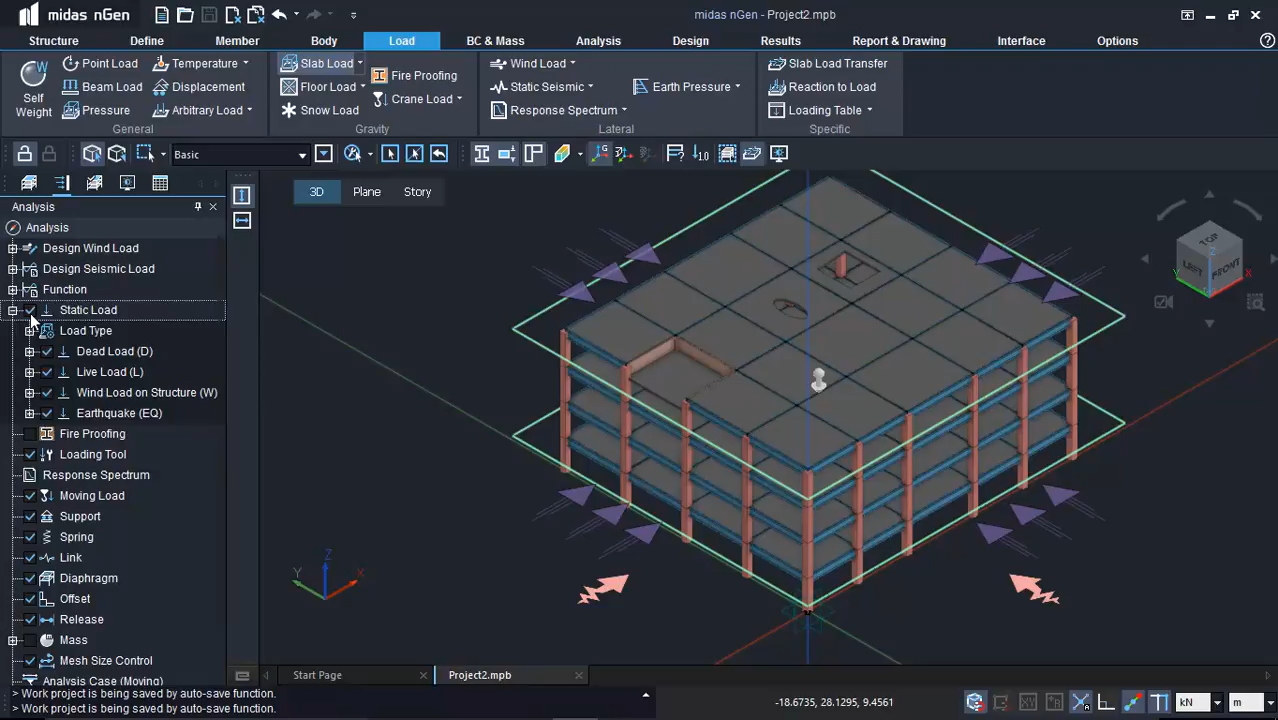 midas nGen
midas nGen - Project2.mpb
Structure Define Member Body Load Analysis Design Results Report & Drawing Interface Options
Self Weight
Point Load
Temperature
Beam Load
Displacement
Pressure
Arbitrary Load
General
Slab Load
Fire Proofing
Floor Load
Crane Load
Snow Load
Gravity
Wind Load
Static Seismic
Earth Pressure
Response Spectrum
Lateral
Slab Load Transfer
Reaction to Load
Loading Table
Specific
Basic
1.0
Analysis
Analysis
Design Wind Load
Design Seismic Load
Function
Static Load
Load Type
Dead Load (D)
Live Load (L)
Wind Load on Structure (W)
Earthquake (EQ)
Fire Proofing
Loading Tool
Response Spectrum
Moving Load
Support
Spring
Link
Diaphragm
Offset
Release
Mass
Mesh Size Control
Analysis Case (Moving)
3D Plane Story
TOP
LEFT FRONT
Z
Y X
Z
Y X
Start Page Project2.mpb
> Work project is being saved by auto-save function.
> Work project is being saved by auto-save function.
-18.6735, 28.1295, 9.4561
kN m